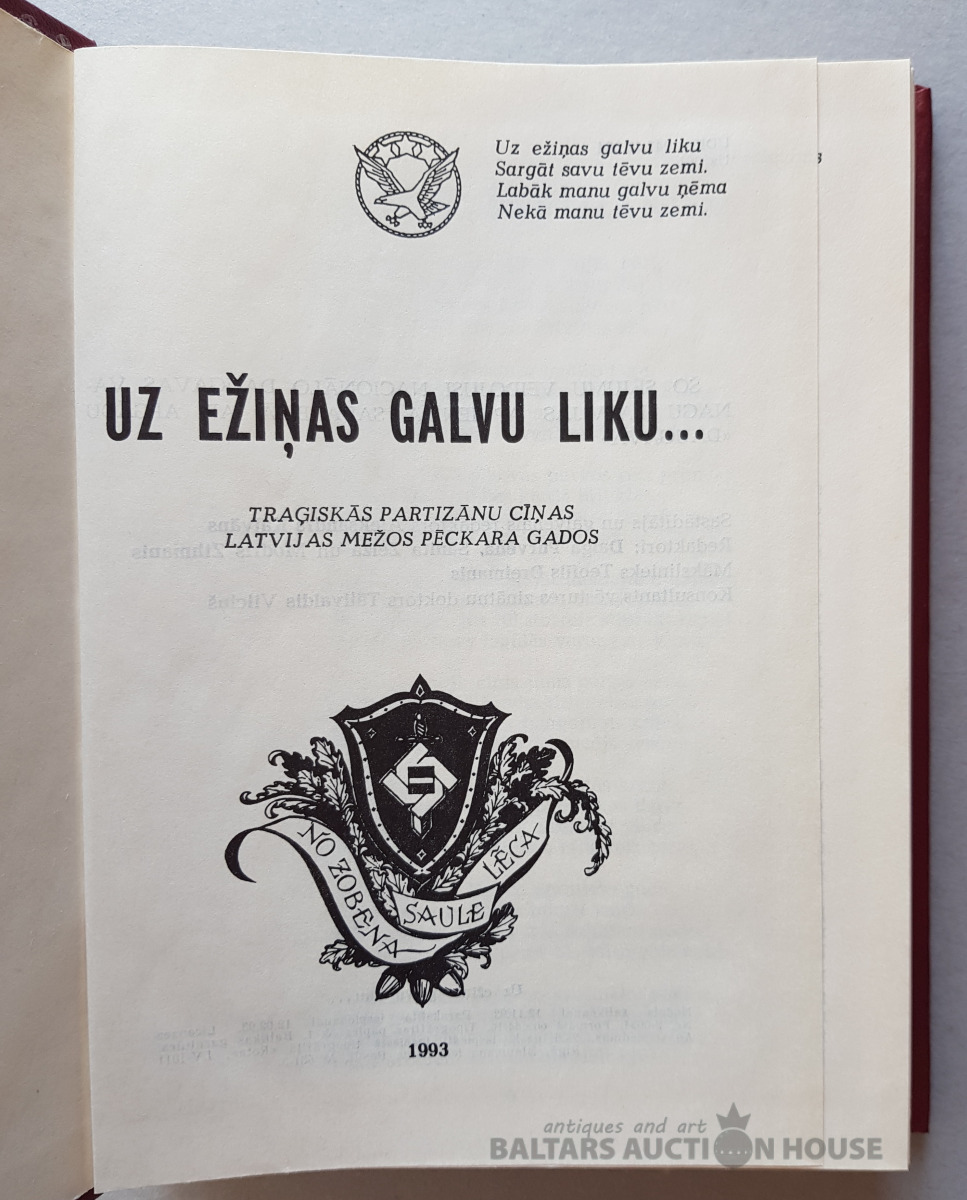 Uz ežiņas galvu liku
Sargāt savu tēvu zemi.
Labāk manu galvu ņēma
Nekā manu tēvu zemi.
UZ EŽIŅAS GALVU LIKU...
TRAĢISKĀS PARTIZĀNU CĪŅAS
LATVIJAS MEŽOS PĒCKARA GADOS
NO ZOBENA
SAULE
LĒCA
1993
antiques and art
BALTARS AUCTION HOUSE